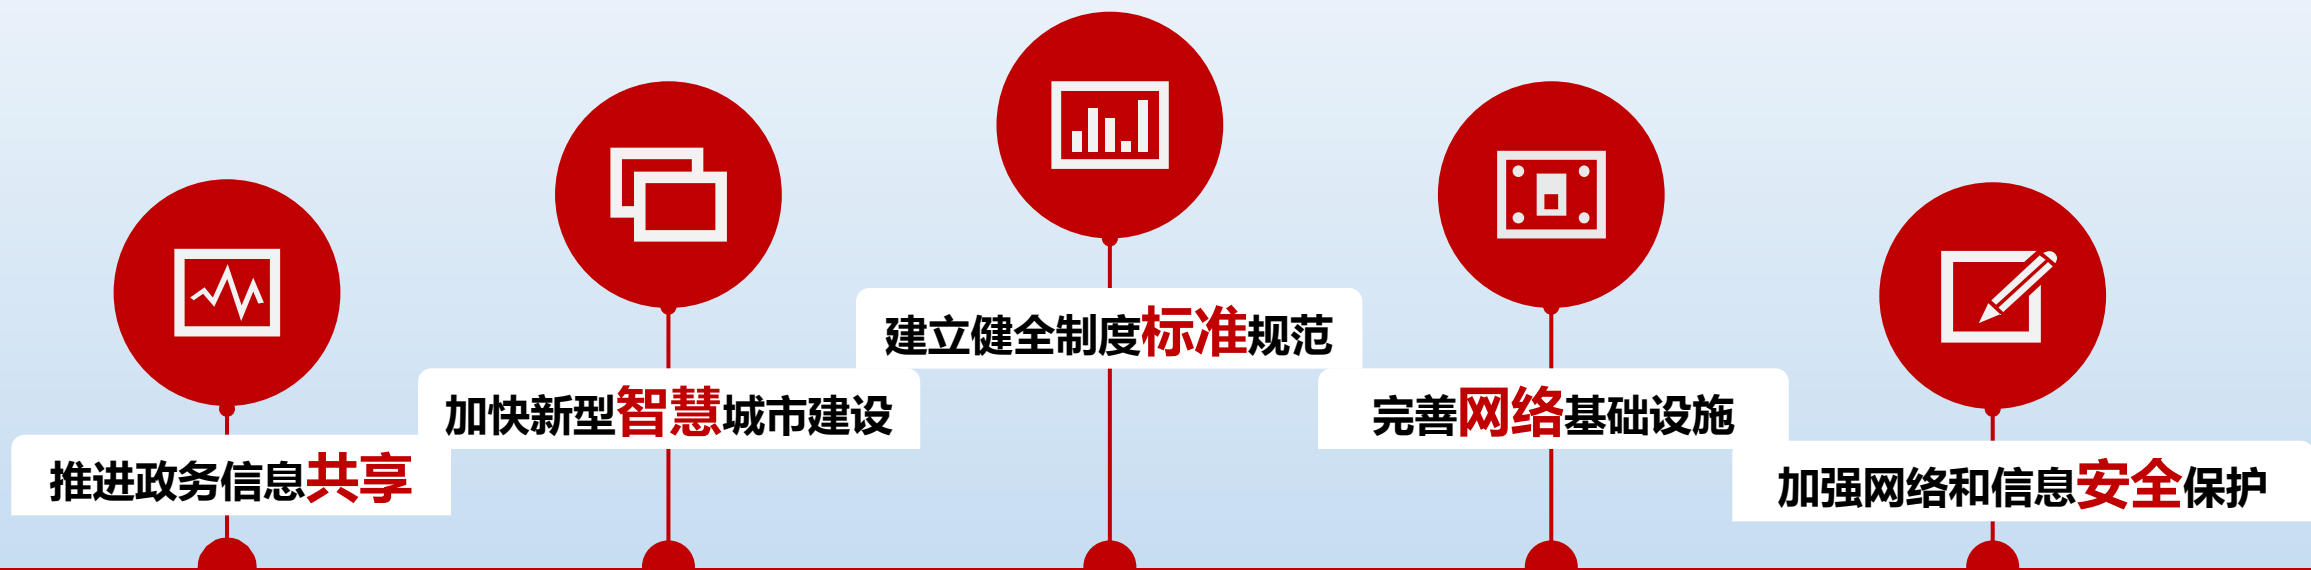 推进政务信息共享
加快新型智慧城市建设
建立健全制度标准规范
完善网络基础设施
加强网络和信息安全保护